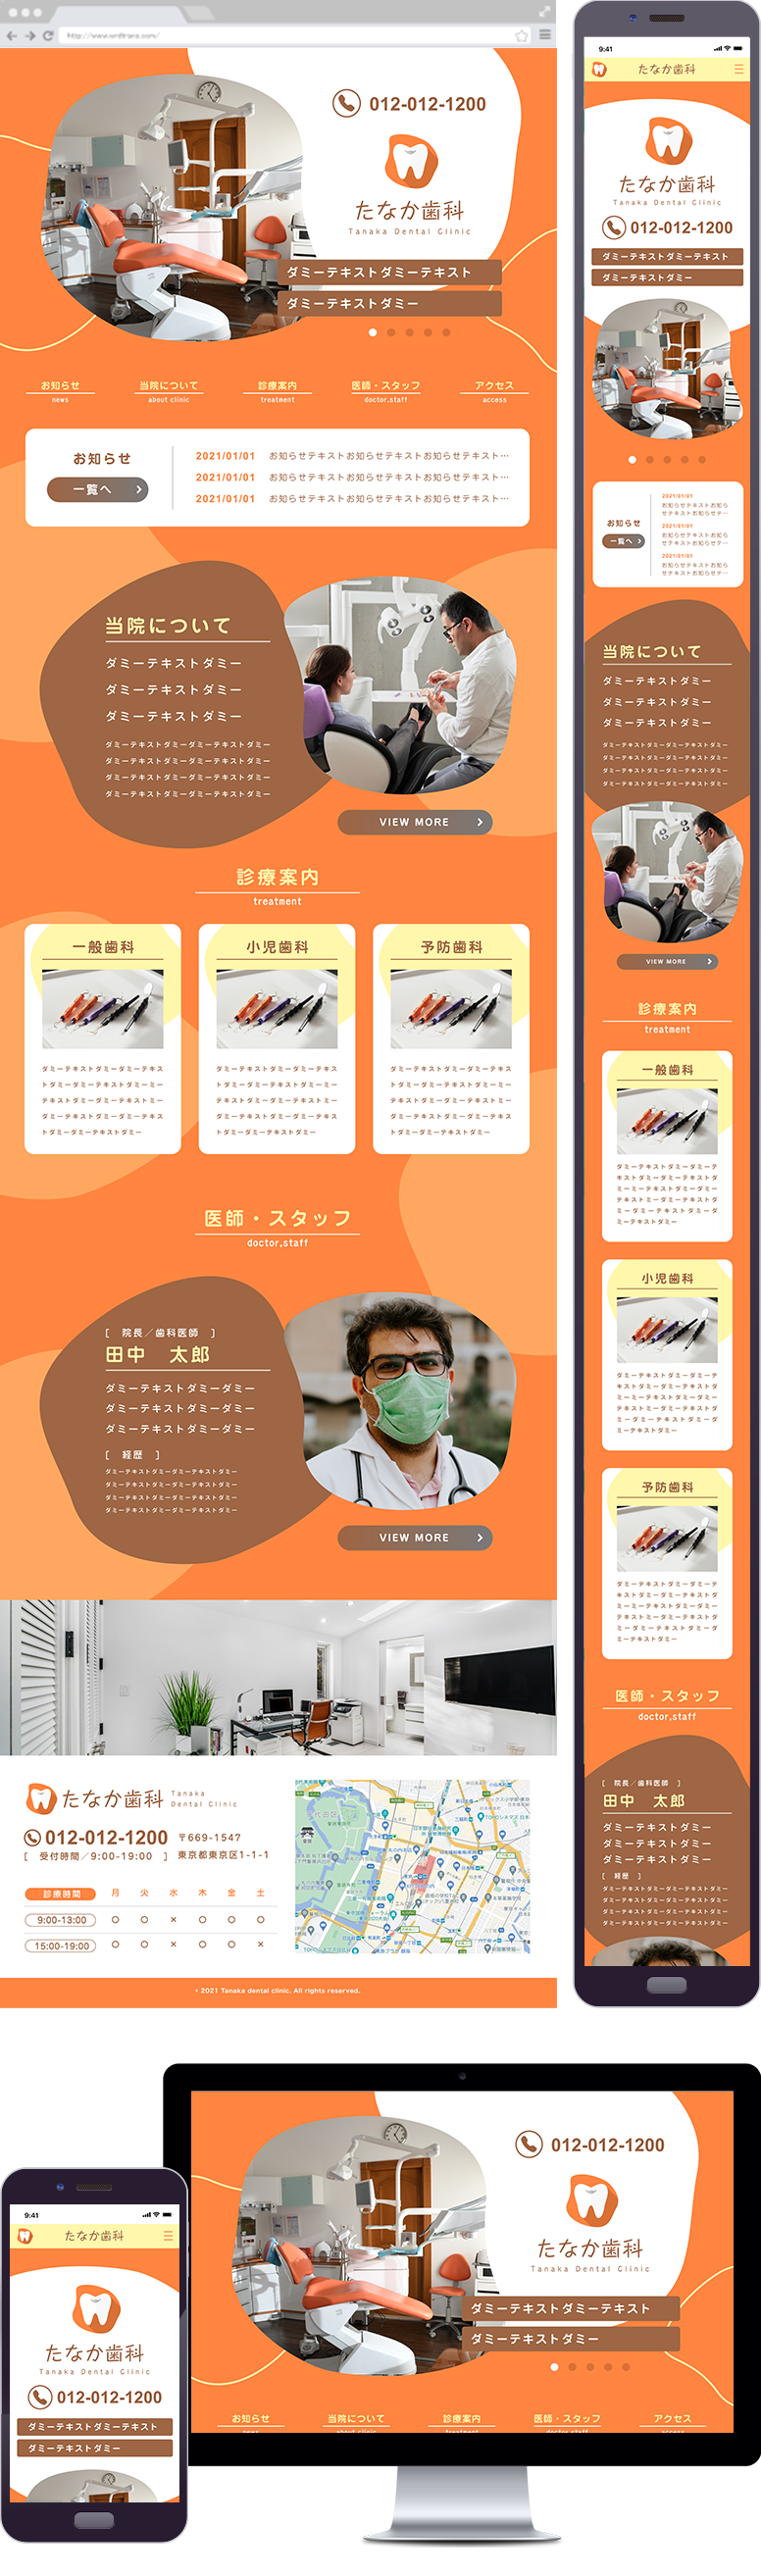 http://www.wnftrara.com/
012-012-1200
たなか歯科
Tanaka Dental Clinic
ダミーテキストダミーテキスト
ダミーテキストダミー
お知らせ
news
当院について
about clinic
診療案内
treatment
医師・スタッフ
doctor,staff
アクセス
access
お知らせ
一覧へ
2021/01/01 お知らせテキストお知らせテキストお知らせテキスト…
2021/01/01 お知らせテキストお知らせテキストお知らせテキスト…
2021/01/01 お知らせテキストお知らせテキストお知らせテキスト…
当院について
ダミーテキストダミー
ダミーテキストダミー
ダミーテキストダミー
ダミーテキストダミーダミーテキストダミー
ダミーテキストダミーダミーテキストダミー
ダミーテキストダミーダミーテキストダミー
ダミーテキストダミーダミーテキストダミー
VIEW MORE
診療案内
treatment
一般歯科
ダミーテキストダミーダミーテキス
トダミーダミーテキストダミーミー
テキストダミーダミーテキストミー
ダミーテキストダミーダミーテキス
トダミーダミーテキストダミー
小児歯科
ダミーテキストダミーダミーテキス
トダミーダミーテキストダミーミー
テキストダミーダミーテキストミー
ダミーテキストダミーダミーテキス
トダミーダミーテキストダミー
予防歯科
ダミーテキストダミーダミーテキス
トダミーダミーテキストダミーミー
テキストダミーダミーテキストミー
ダミーテキストダミーダミーテキス
トダミーダミーテキストダミー
医師・スタッフ
doctor,staff
[ 院長／歯科医師 ]
田中 太郎
ダミーテキストダミーダミー
ダミーテキストダミーダミー
ダミーテキストダミーダミー
[ 経歴 ]
ダミーテキストダミーダミーテキストダミー
ダミーテキストダミーダミーテキストダミー
ダミーテキストダミーダミーテキストダミー
ダミーテキストダミーダミーテキストダミー
VIEW MORE
たなか歯科
Tanaka
Dental Clinic
012-012-1200
[ 受付時間／9:00-19:00 ]
〒669-1547
東京都東京区1-1-1
診療時間 月 火 水 木 金 土
9:00-13:00 ○ ○ × ○ ○ ○
15:00-19:00 ○ ○ × ○ ○ ×
© 2021 Tanaka dental clinic. All rights reserved.
9:41
たなか歯科
たなか歯科
Tanaka Dental Clinic
012-012-1200
ダミーテキストダミーテキスト
ダミーテキストダミー
お知らせ
一覧へ
2021/01/01
お知らせテキストお知ら
せテキストお知らせテ…
2021/01/01
お知らせテキストお知ら
せテキストお知らせテ…
2021/01/01
お知らせテキストお知ら
せテキストお知らせテ…
当院について
ダミーテキストダミー
ダミーテキストダミー
ダミーテキストダミー
ダミーテキストダミーダミーテキストダミー
ダミーテキストダミーダミーテキストダミー
ダミーテキストダミーダミーテキストダミー
ダミーテキストダミーダミーテキストダミー
VIEW MORE
診療案内
treatment
一般歯科
ダミーテキストダミーダミーテ
キストダミーダミーテキストダ
ミーミーテキストダミーダミー
テキストミーダミーテキストダ
ミーダミーテキストダミーダ
ミーテキストダミー
小児歯科
ダミーテキストダミーダミーテ
キストダミーダミーテキストダ
ミーミーテキストダミーダミー
テキストミーダミーテキストダ
ミーダミーテキストダミーダ
ミーテキストダミー
予防歯科
ダミーテキストダミーダミーテ
キストダミーダミーテキストダ
ミーミーテキストダミーダミー
テキストミーダミーテキストダ
ミーダミーテキストダミーダ
ミーテキストダミー
医師・スタッフ
doctor,staff
[ 院長／歯科医師 ]
田中 太郎
ダミーテキストダミー
ダミーテキストダミー
ダミーテキストダミー
[ 経歴 ]
ダミーテキストダミーダミーテキストダミー
ダミーテキストダミーダミーテキストダミー
ダミーテキストダミーダミーテキストダミー
ダミーテキストダミーダミーテキストダミー
012-012-1200
たなか歯科
Tanaka Dental Clinic
ダミーテキストダミーテキスト
ダミーテキストダミー
お知らせ
当院について
診療案内
医師・スタッフ
アクセス
9:41
たなか歯科
たなか歯科
Tanaka Dental Clinic
012-012-1200
ダミーテキストダミーテキスト
ダミーテキストダミー